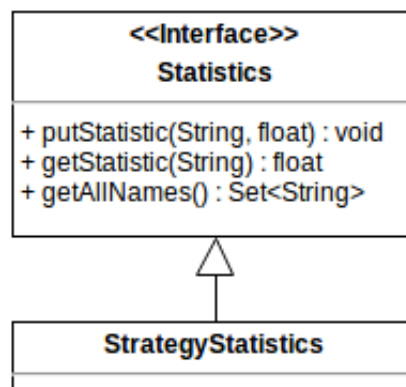 <<Interface>>
Statistics
+ putStatistic(String, float) : void
+ getStatistic(String) : float
+ getAllNames() : Set<String>
StrategyStatistics